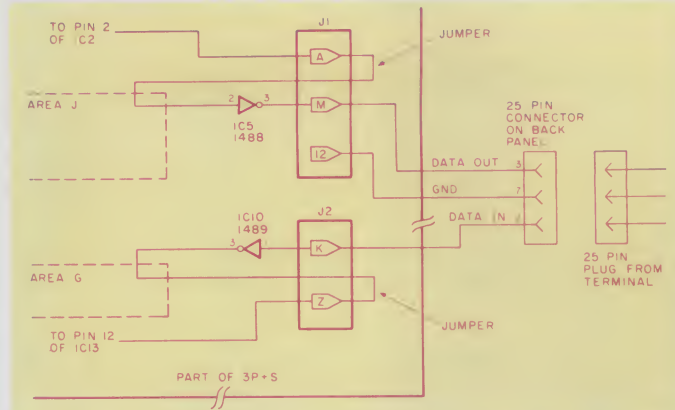 TO PIN 2
OF IC2
J1
JUMPER
A
AREA J
2
3
M
IC5
1488
25 PIN
CONNECTOR
ON BACK
PANEL
12
DATA OUT
3
GND
7
IC10
1489
J2
DATA IN
3
1
K
AREA G
25 PIN
PLUG FROM
TERMINAL
Z
TO PIN 12
OF IC13
JUMPER
PART OF 3P+S